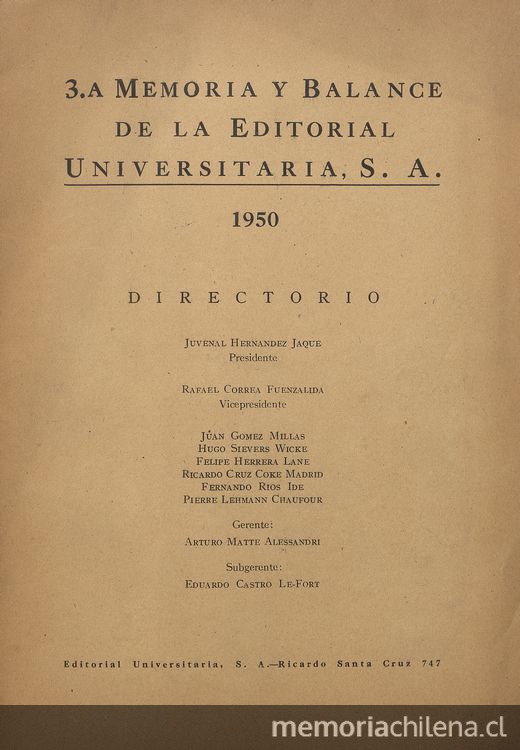 3.A MEMORIA Y BALANCE
DE LA EDITORIAL
UNIVERSITARIA, S. A.
1950
DIRECTORIO
JUVENAL HERNANDEZ JAQUE
Presidente
RAFAEL CORREA FUENZALIDA
Vicepresidente
JÚAN GOMEZ MILLAS
HUGO SIEVERS WICKE
FELIPE HERRERA LANE
RICARDO CRUZ COKE MADRID
FERNANDO RIOS IDE
PIERRE LEHMANN CHAUFOUR
Gerente:
ARTURO MATTE ALESSANDRI
Subgerente:
EDUARDO CASTRO LE-FORT
Editorial Universitaria, S. A.—Ricardo Santa Cruz 747
memoriachilena.cl